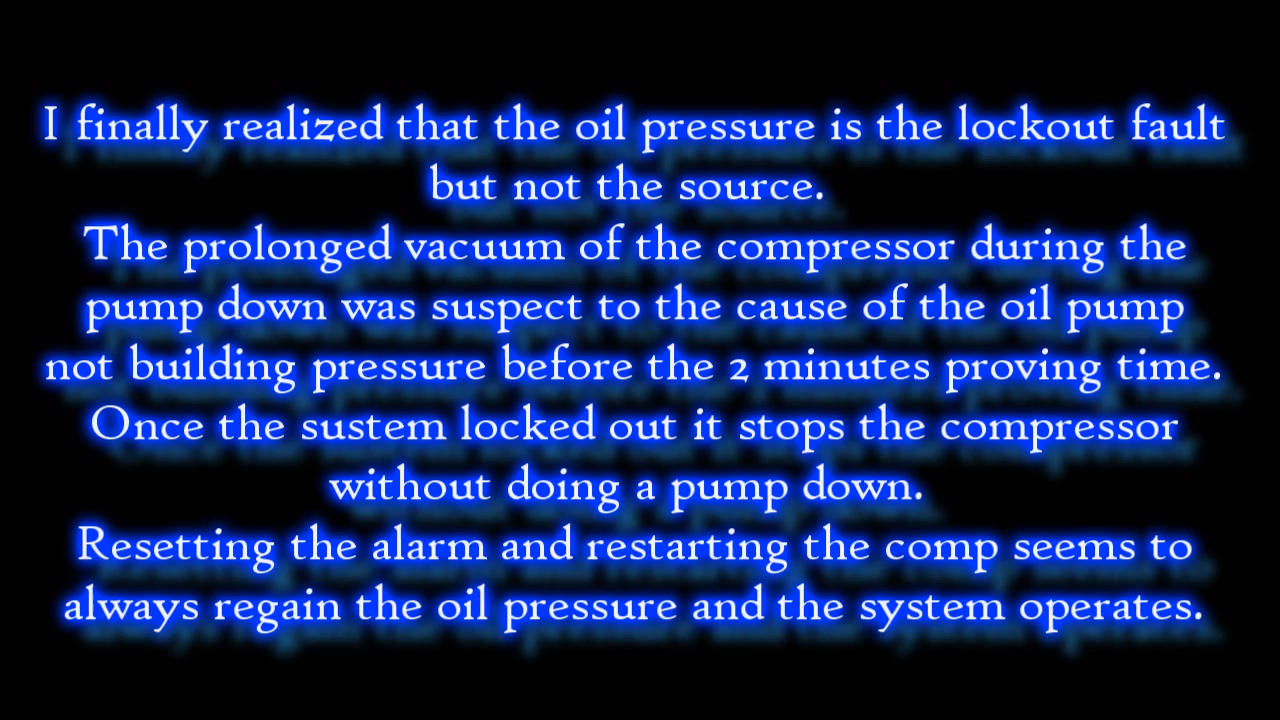 I finally realized that the oil pressure is the lockout fault
but not the source.
The prolonged vacuum of the compressor during the
pump down was suspect to the cause of the oil pump
not building pressure before the 2 minutes proving time.
Once the sustem locked out it stops the compressor
without doing a pump down.
Resetting the alarm and restarting the comp seems to
always regain the oil pressure and the system operates.